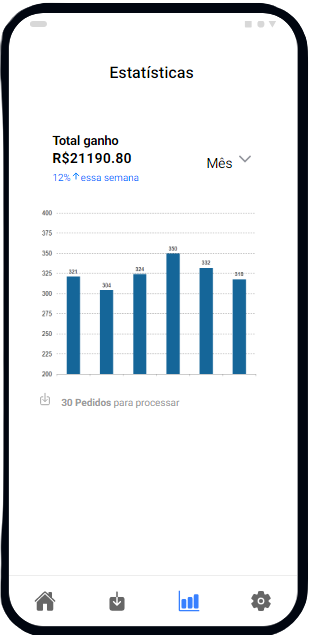 Estatísticas
Total ganho
R$21190.80
Mês
12% essa semana
400
375
350
325
300
275
250
225
200
321
304
324
350
332
318
30 Pedidos para processar